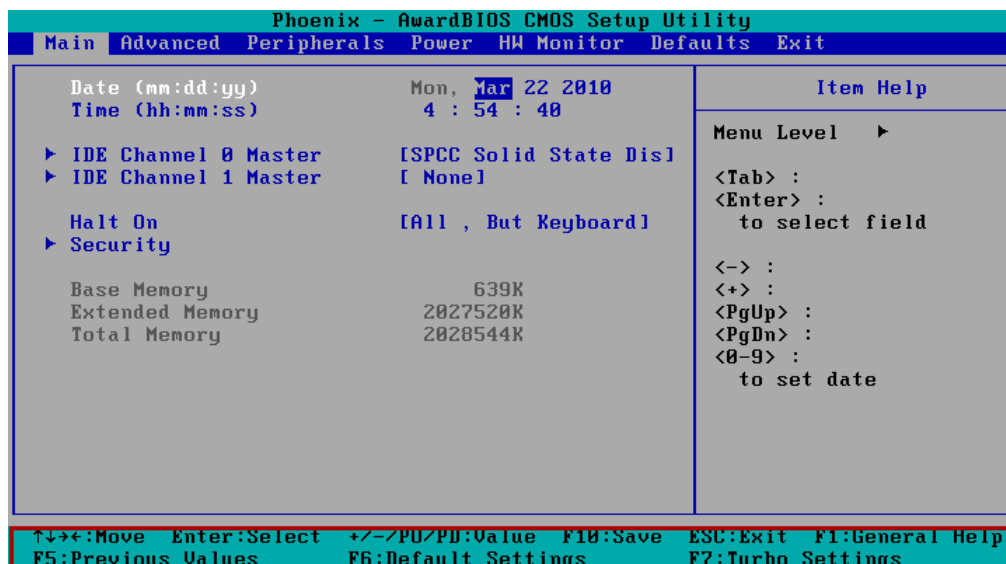 Phoenix - AwardBIOS CMOS Setup Utility
Main Advanced Peripherals Power HW Monitor Defaults Exit
Date (mm:dd:yy) Mon, Mar 22 2010
Time (hh:mm:ss) 4 : 54 : 40
IDE Channel 0 Master [SPCC Solid State Dis]
IDE Channel 1 Master [ None]
Halt On [All , But Keyboard]
Security
Base Memory 639K
Extended Memory 2027520K
Total Memory 2028544K
Item Help
Menu Level
<Tab> :
<Enter> :
to select field
<-> :
<+> :
<PgUp> :
<PgDn> :
<0-9> :
to set date
↑↓→←:Move Enter:Select +/-/PU/PD:Value F10:Save ESC:Exit F1:General Help
F5:Previous Values F6:Default Settings F7:Turbo Settings